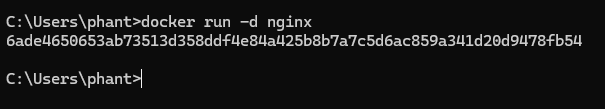 C:\Users\phant>docker run -d nginx
6ade4650653ab73513d358ddf4e84a425b8b7a7c5d6ac859a341d20d9478fb54
C:\Users\phant>